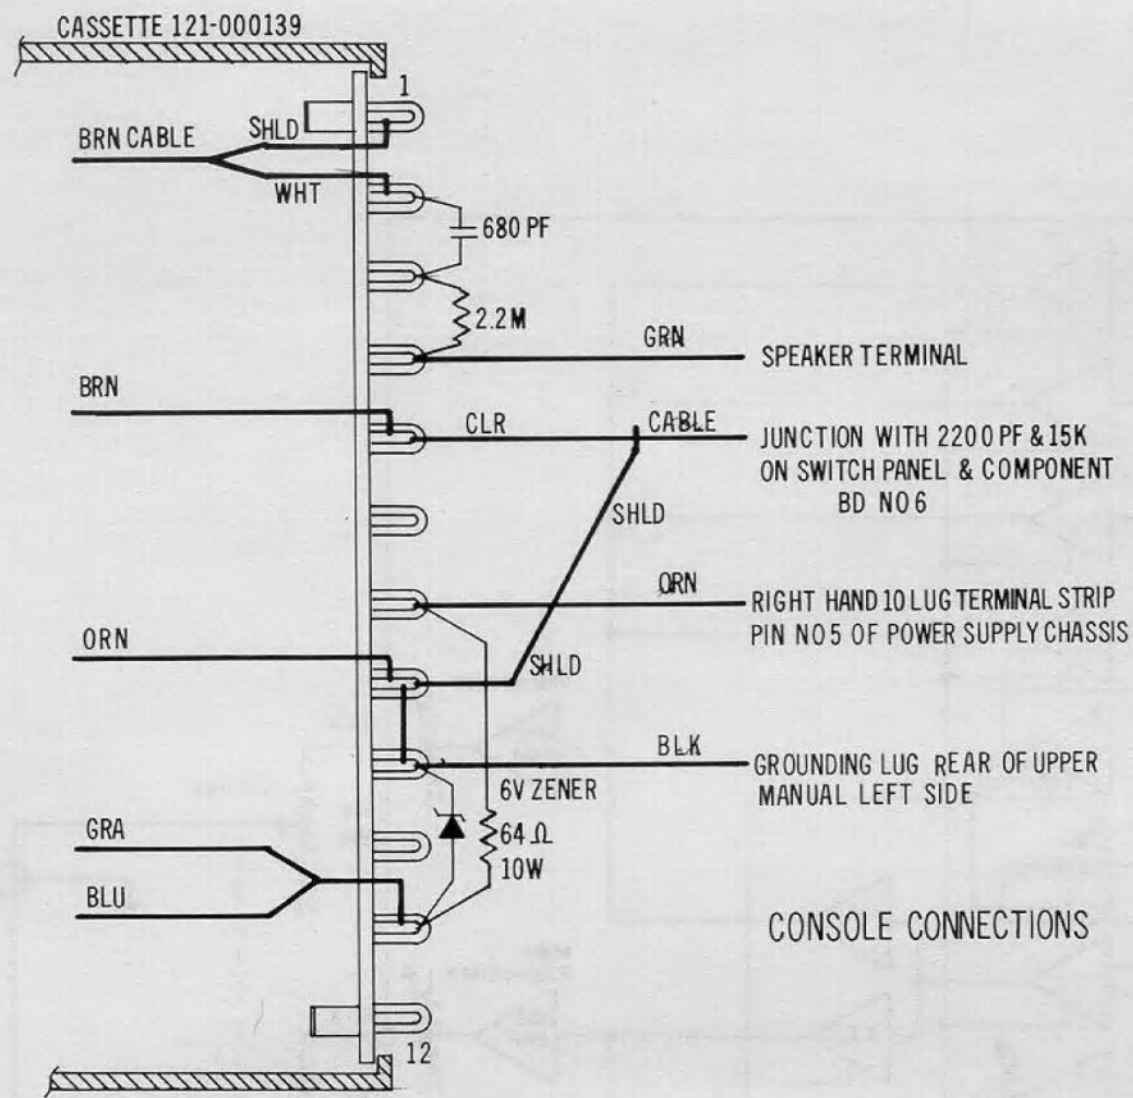 CASSETTE 121-000139
1
BRN CABLE
SHLD
WHT
680 PF
2.2M
GRN
SPEAKER TERMINAL
BRN
CLR
CABLE
JUNCTION WITH 2200 PF & 15K
ON SWITCH PANEL & COMPONENT
BD NO 6
SHLD
ORN
RIGHT HAND 10 LUG TERMINAL STRIP
PIN NO 5 OF POWER SUPPLY CHASSIS
ORN
SHLD
BLK
GROUNDING LUG REAR OF UPPER
MANUAL LEFT SIDE
6V ZENER
64 Ω
10W
GRA
BLU
CONSOLE CONNECTIONS
12